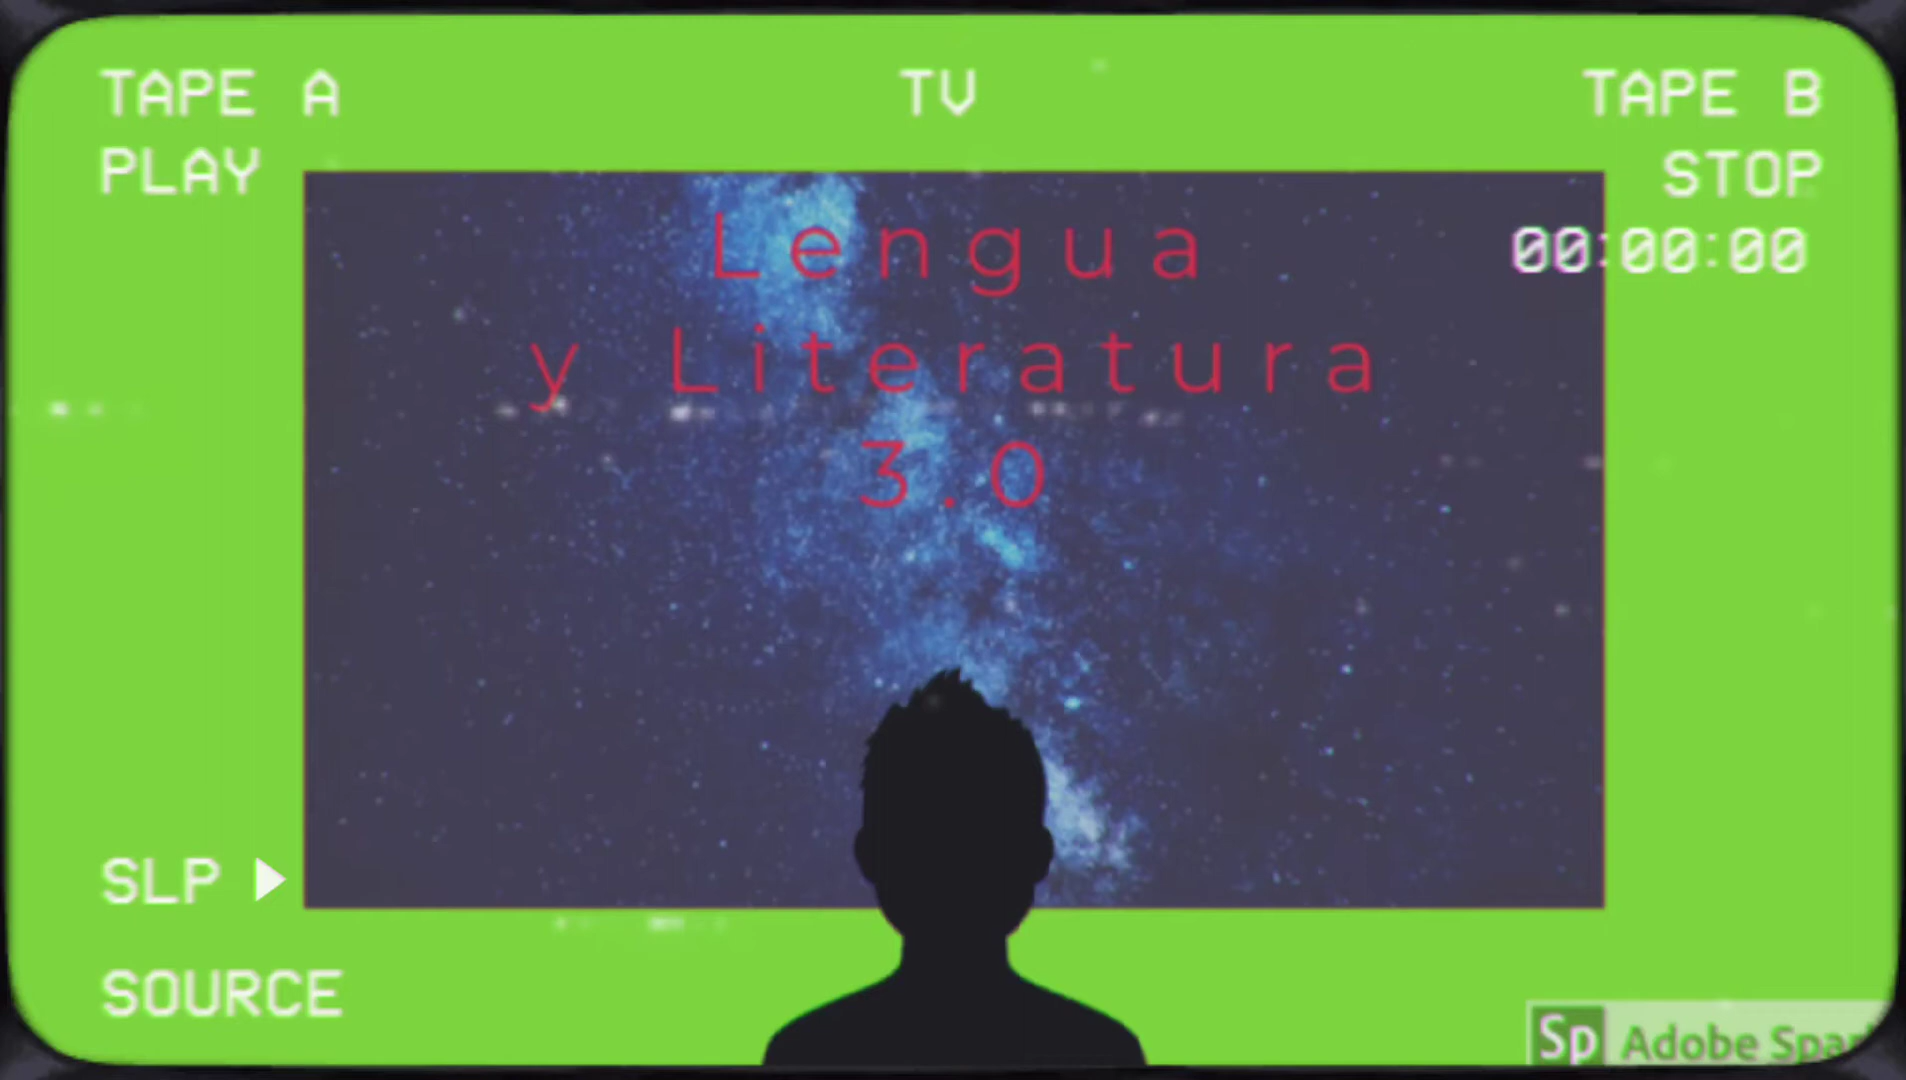 TAPE A
TV
TAPE B
PLAY
STOP
00:00:00
Lengua
y Literatura
3.0
SLP
SOURCE
Sp Adobe Spar